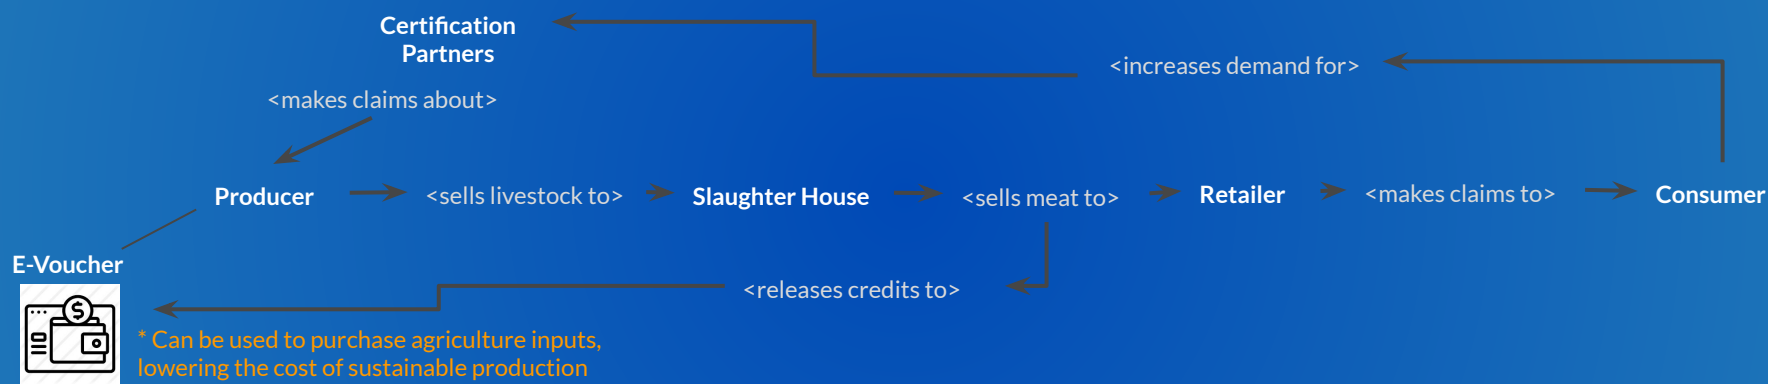 Certification
Partners
<increases demand for>
<makes claims about>
Producer
<sells livestock to>
Slaughter House
<sells meat to>
Retailer
<makes claims to>
Consumer
E-Voucher
<releases credits to>
$
* Can be used to purchase agriculture inputs,
lowering the cost of sustainable production